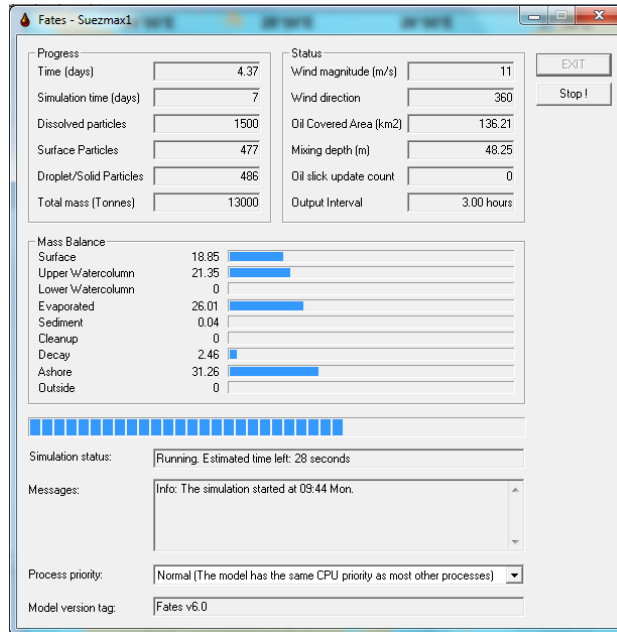 Fates - Suezmax1
Progress
Time (days) 4.37
Simulation time (days) 7
Dissolved particles 1500
Surface Particles 477
Droplet/Solid Particles 486
Total mass (Tonnes) 13000
Status
Wind magnitude (m/s) 11
Wind direction 360
Oil Covered Area (km2) 136.21
Mixing depth (m) 48.25
Oil slick update count 0
Output Interval 3.00 hours
EXIT
Stop !
Mass Balance
Surface 18.85
Upper Watercolumn 21.35
Lower Watercolumn 0
Evaporated 26.01
Sediment 0.04
Cleanup 0
Decay 2.46
Ashore 31.26
Outside 0
Simulation status: Running. Estimated time left: 28 seconds
Messages: Info: The simulation started at 09:44 Mon.
Process priority: Normal (The model has the same CPU priority as most other processes)
Model version tag: Fates v6.0